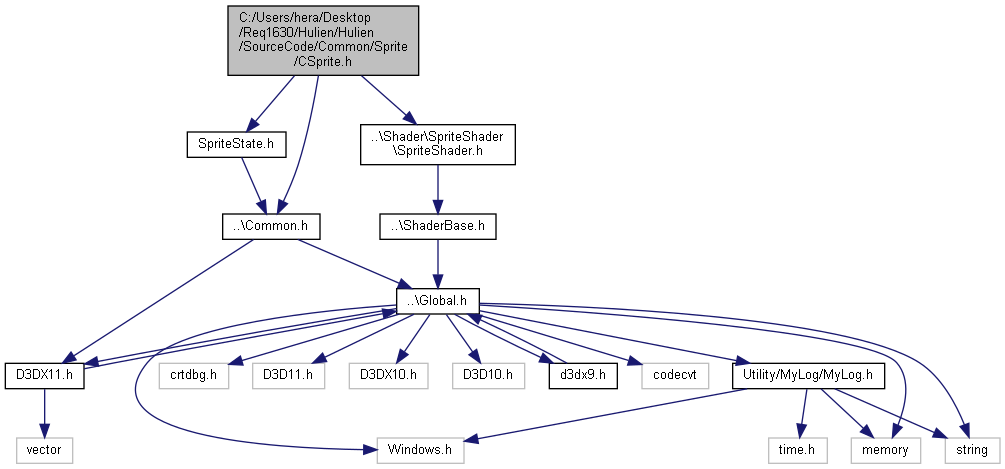 C:/Users/hera/Desktop
/Req1630/Hulien/Hulien
/SourceCode/Common/Sprite
/CSprite.h
SpriteState.h
..\Shader\SpriteShader
\SpriteShader.h
..\Common.h
..\ShaderBase.h
..\Global.h
D3DX11.h
crtdbg.h
D3D11.h
D3DX10.h
D3D10.h
d3dx9.h
codecvt
Utility/MyLog/MyLog.h
vector
Windows.h
time.h
memory
string